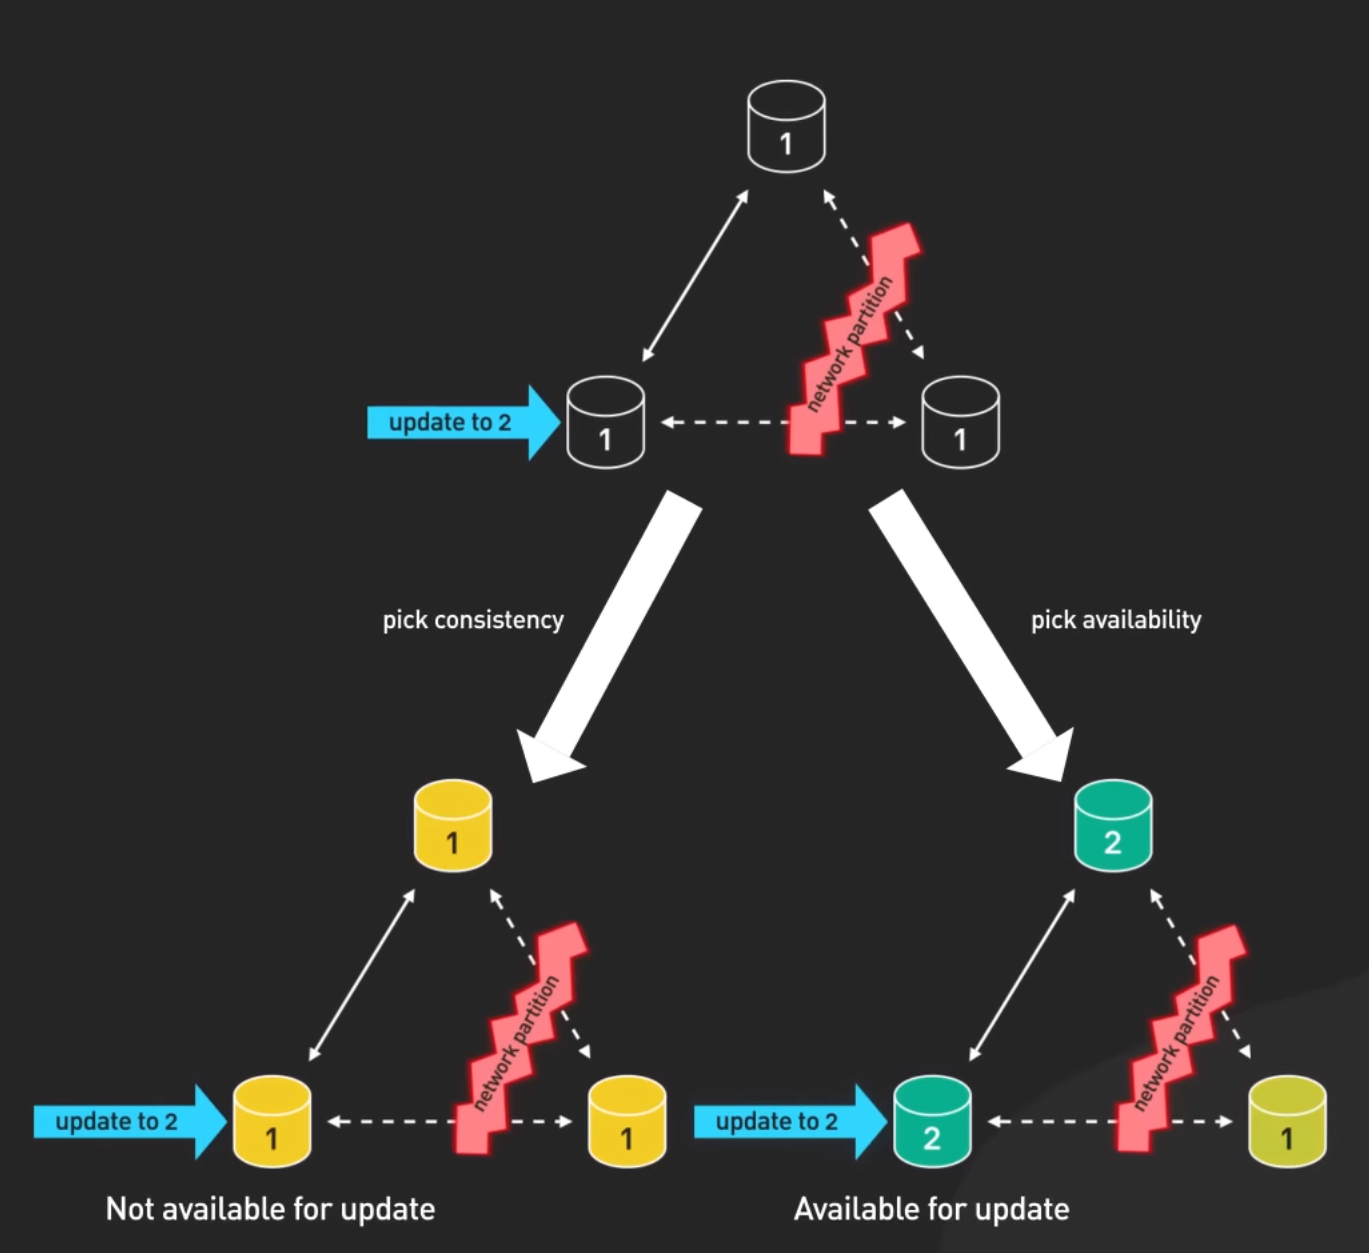 1
network partition
update to 2
1
1
pick consistency
pick availability
1
network partition
update to 2
1
1
Not available for update
2
network partition
update to 2
2
1
Available for update